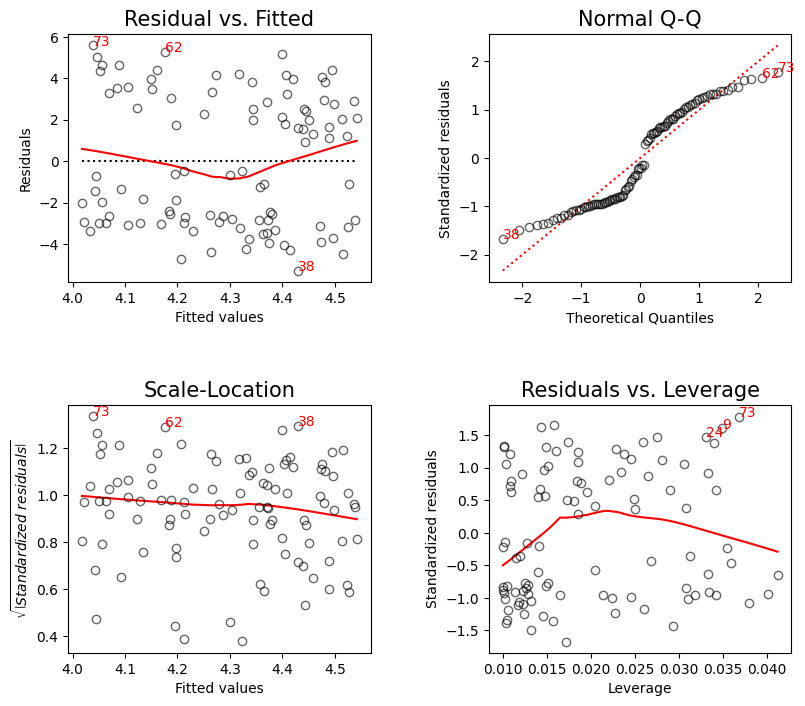 Residual vs. Fitted
73
62
38
6
4
2
0
−2
−4
Residuals
4.0 4.1 4.2 4.3 4.4 4.5
Fitted values
Normal Q-Q
73
62
38
2
1
0
−1
−2
Standardized residuals
−2 −1 0 1 2
Theoretical Quantiles
Scale-Location
73
62
38
1.2
1.0
0.8
0.6
0.4
√|Standardized residuals|
4.0 4.1 4.2 4.3 4.4 4.5
Fitted values
Residuals vs. Leverage
73
9
24
1.5
1.0
0.5
0.0
−0.5
−1.0
−1.5
Standardized residuals
0.010 0.015 0.020 0.025 0.030 0.035 0.040
Leverage